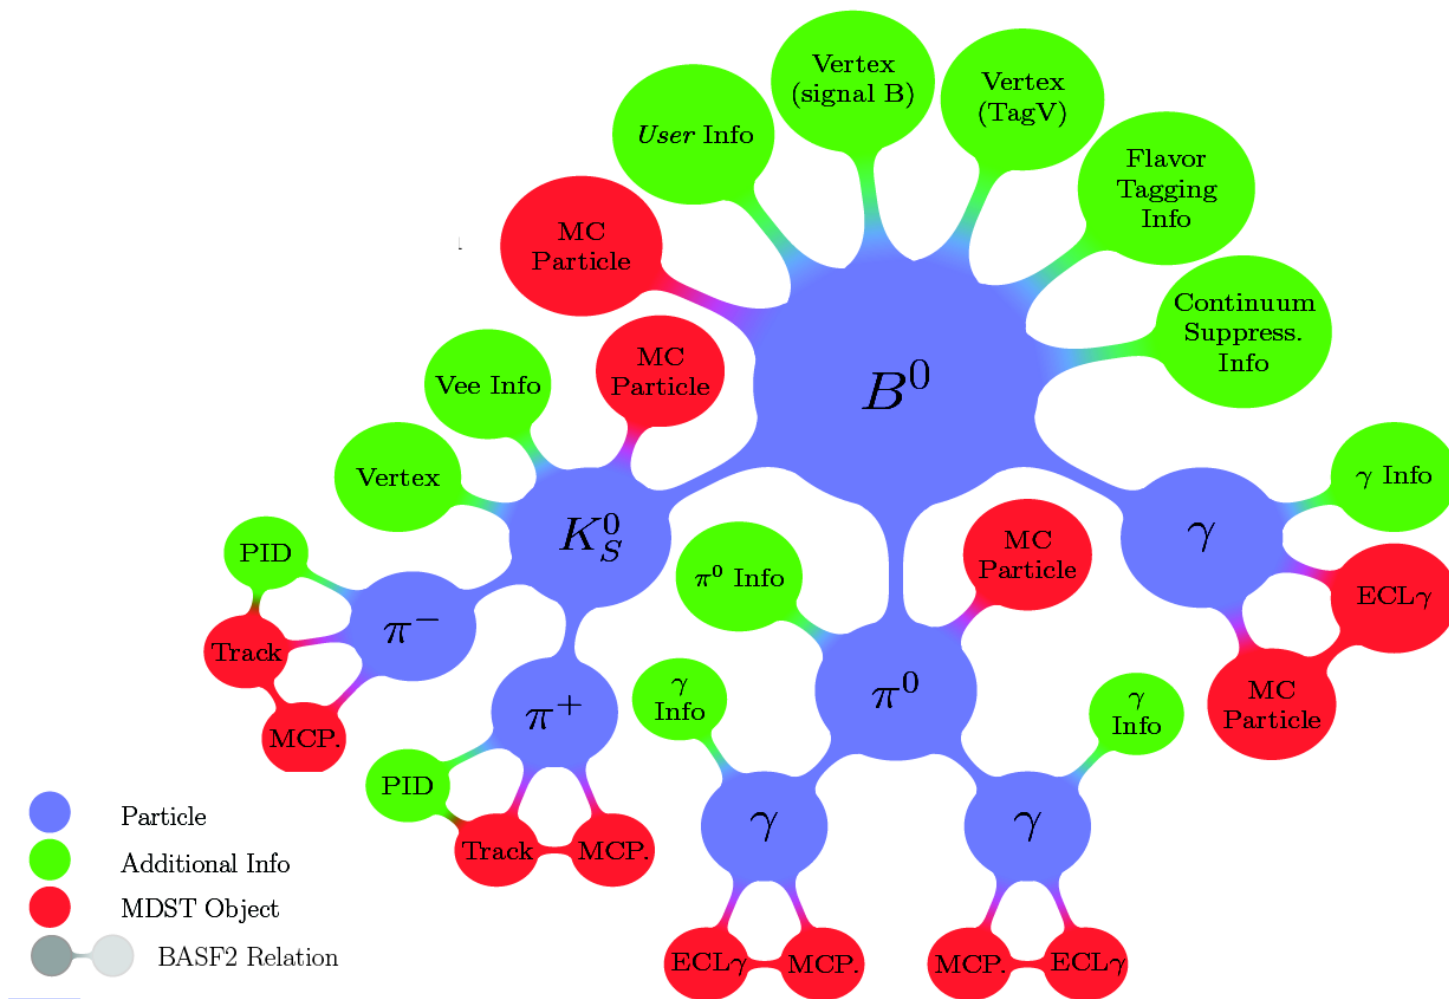 Vertex
(signal B)
Vertex
(TagV)
User Info
Flavor
Tagging
Info
MC
Particle
Continuum
Suppress.
Info
MC
Particle
Vee Info
B⁰
Vertex
γ Info
K⁰_S
γ
PID
π⁰ Info
MC
Particle
ECLγ
π⁻
Track
MCP.
π⁺
γ
Info
π⁰
γ
Info
MC
Particle
PID
Track
MCP.
γ
γ
ECLγ
MCP.
MCP.
ECLγ
Particle
Additional Info
MDST Object
BASF2 Relation